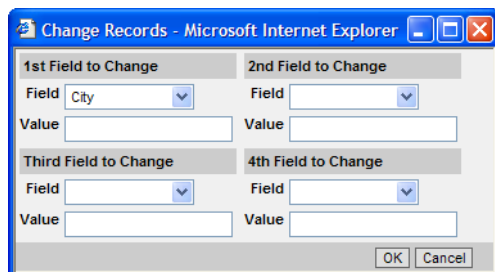 Change Records - Microsoft Internet Explorer
1st Field to Change 2nd Field to Change
Field City Field
Value Value
Third Field to Change 4th Field to Change
Field Field
Value Value
OK Cancel